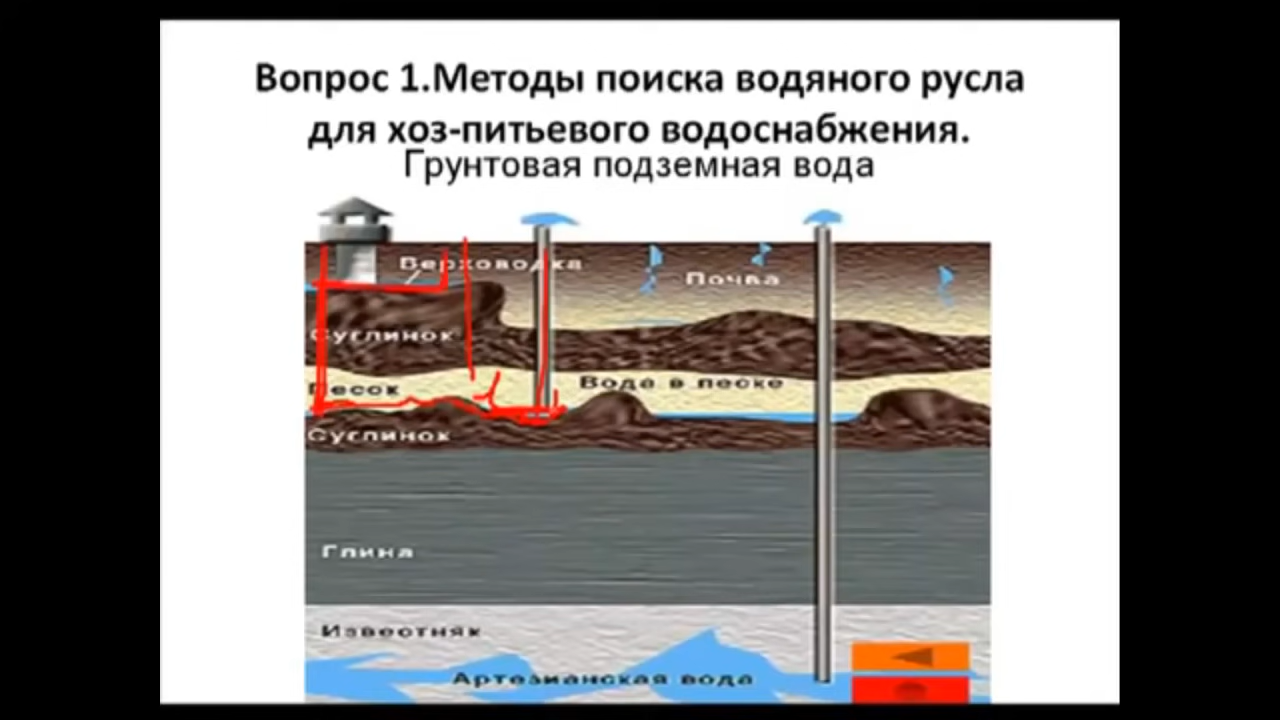 Вопрос 1.Методы поиска водяного русла
для хоз-питьевого водоснабжения.
Грунтовая подземная вода
Верховодка
Почва
Суглинок
Песок
Вода в песке
Суглинок
Глина
Известняк
Артезианская вода